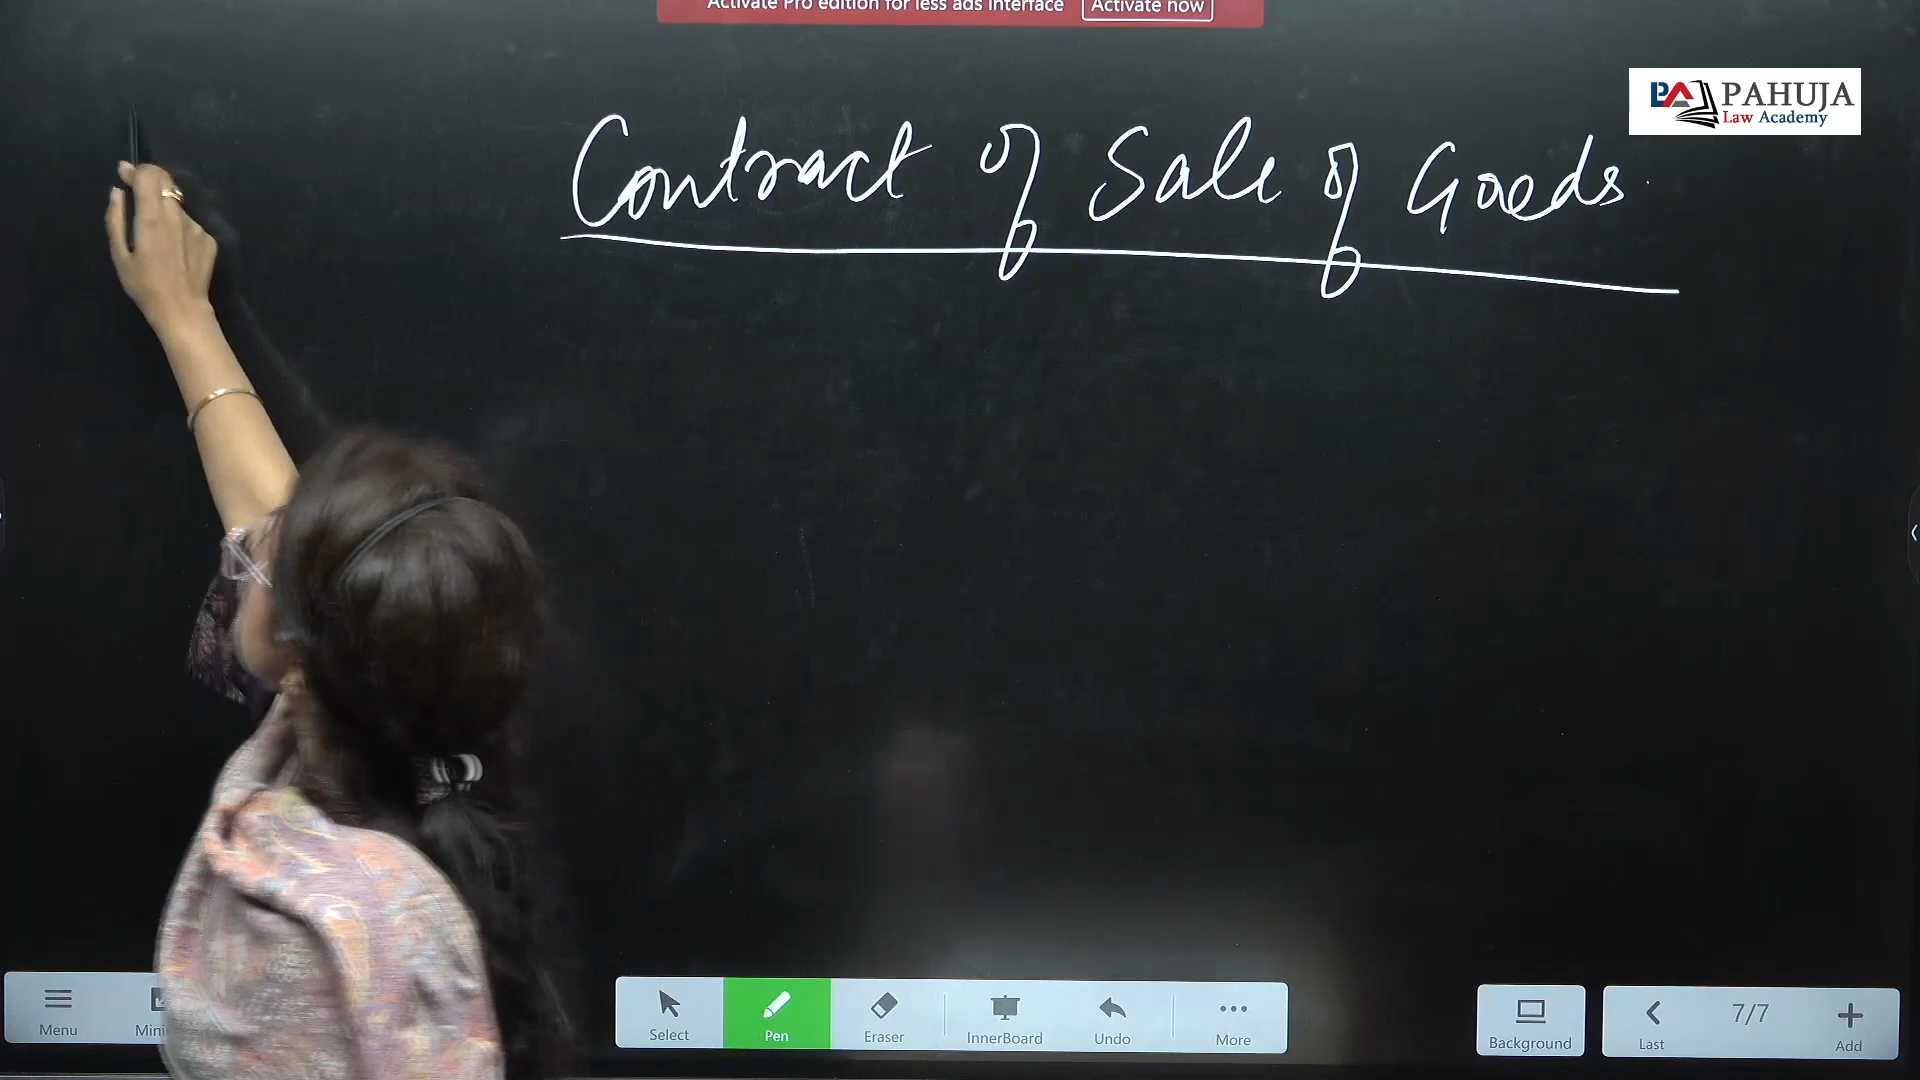 Activate Pro edition for less ads interface Activate now
PAHUJA
Law Academy
Contract of Sale of Goods
Menu
Select
Pen
Eraser
InnerBoard
Undo
More
Background
Last
7/7
Add